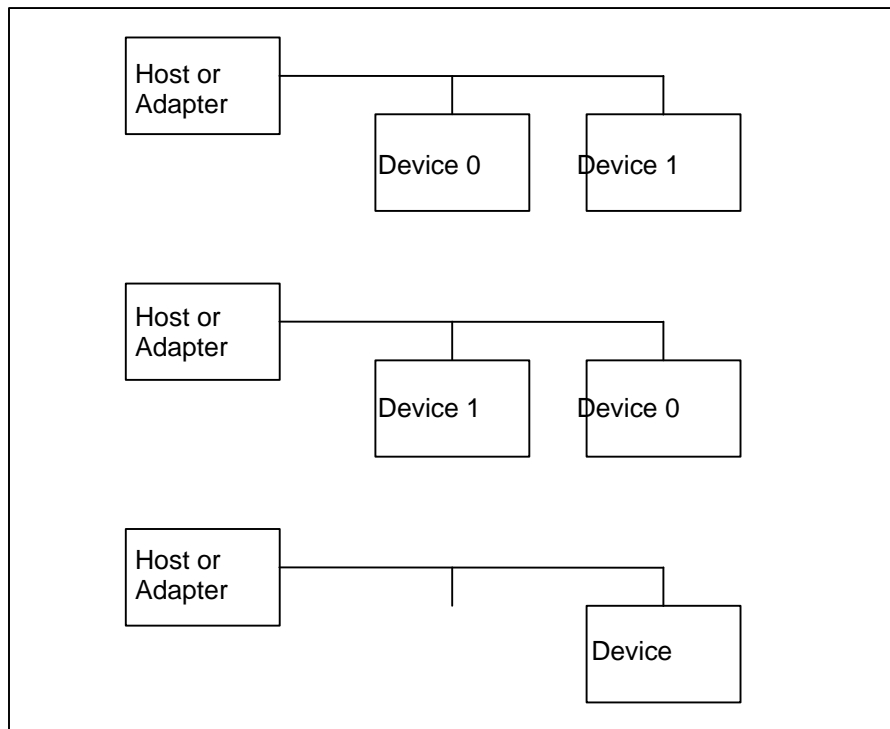 Host or
Adapter
Device 0
Device 1
Host or
Adapter
Device 1
Device 0
Host or
Adapter
Device